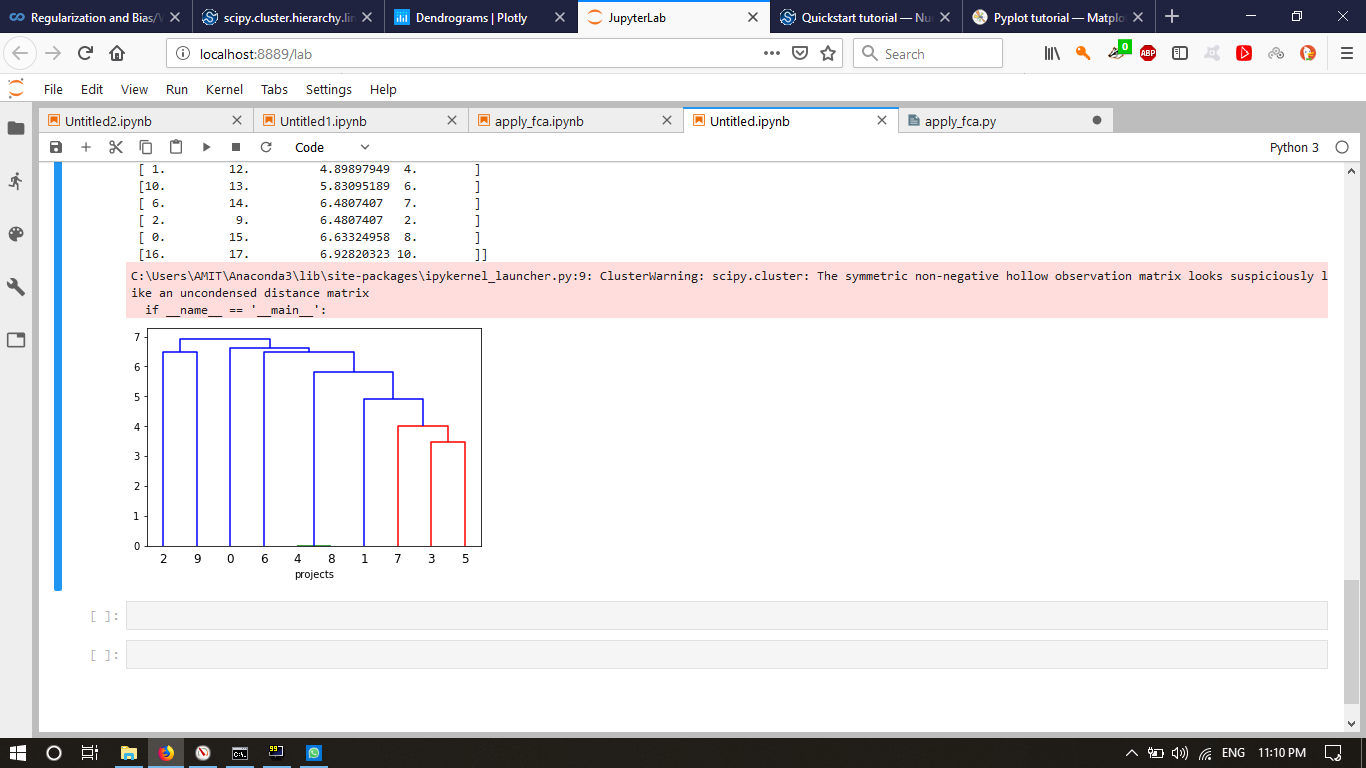 Regularization and Bias/V
scipy.cluster.hierarchy.lin
Dendrograms | Plotly
JupyterLab
Quickstart tutorial — Nu
Pyplot tutorial — Matplo
localhost:8889/lab
Search
0
ABP
File Edit View Run Kernel Tabs Settings Help
Untitled2.ipynb
Untitled1.ipynb
apply_fca.ipynb
Untitled.ipynb
apply_fca.py
Code
Python 3
[ 1. 12. 4.89897949 4. ]
[10. 13. 5.83095189 6. ]
[ 6. 14. 6.4807407 7. ]
[ 2. 9. 6.4807407 2. ]
[ 0. 15. 6.63324958 8. ]
[16. 17. 6.92820323 10. ]]
C:\Users\AMIT\Anaconda3\lib\site-packages\ipykernel_launcher.py:9: ClusterWarning: scipy.cluster: The symmetric non-negative hollow observation matrix looks suspiciously l
ike an uncondensed distance matrix
if __name__ == '__main__':
7
6
5
4
3
2
1
0
2 9 0 6 4 8 1 7 3 5
projects
[ ]:
[ ]:
99
ENG
11:10 PM